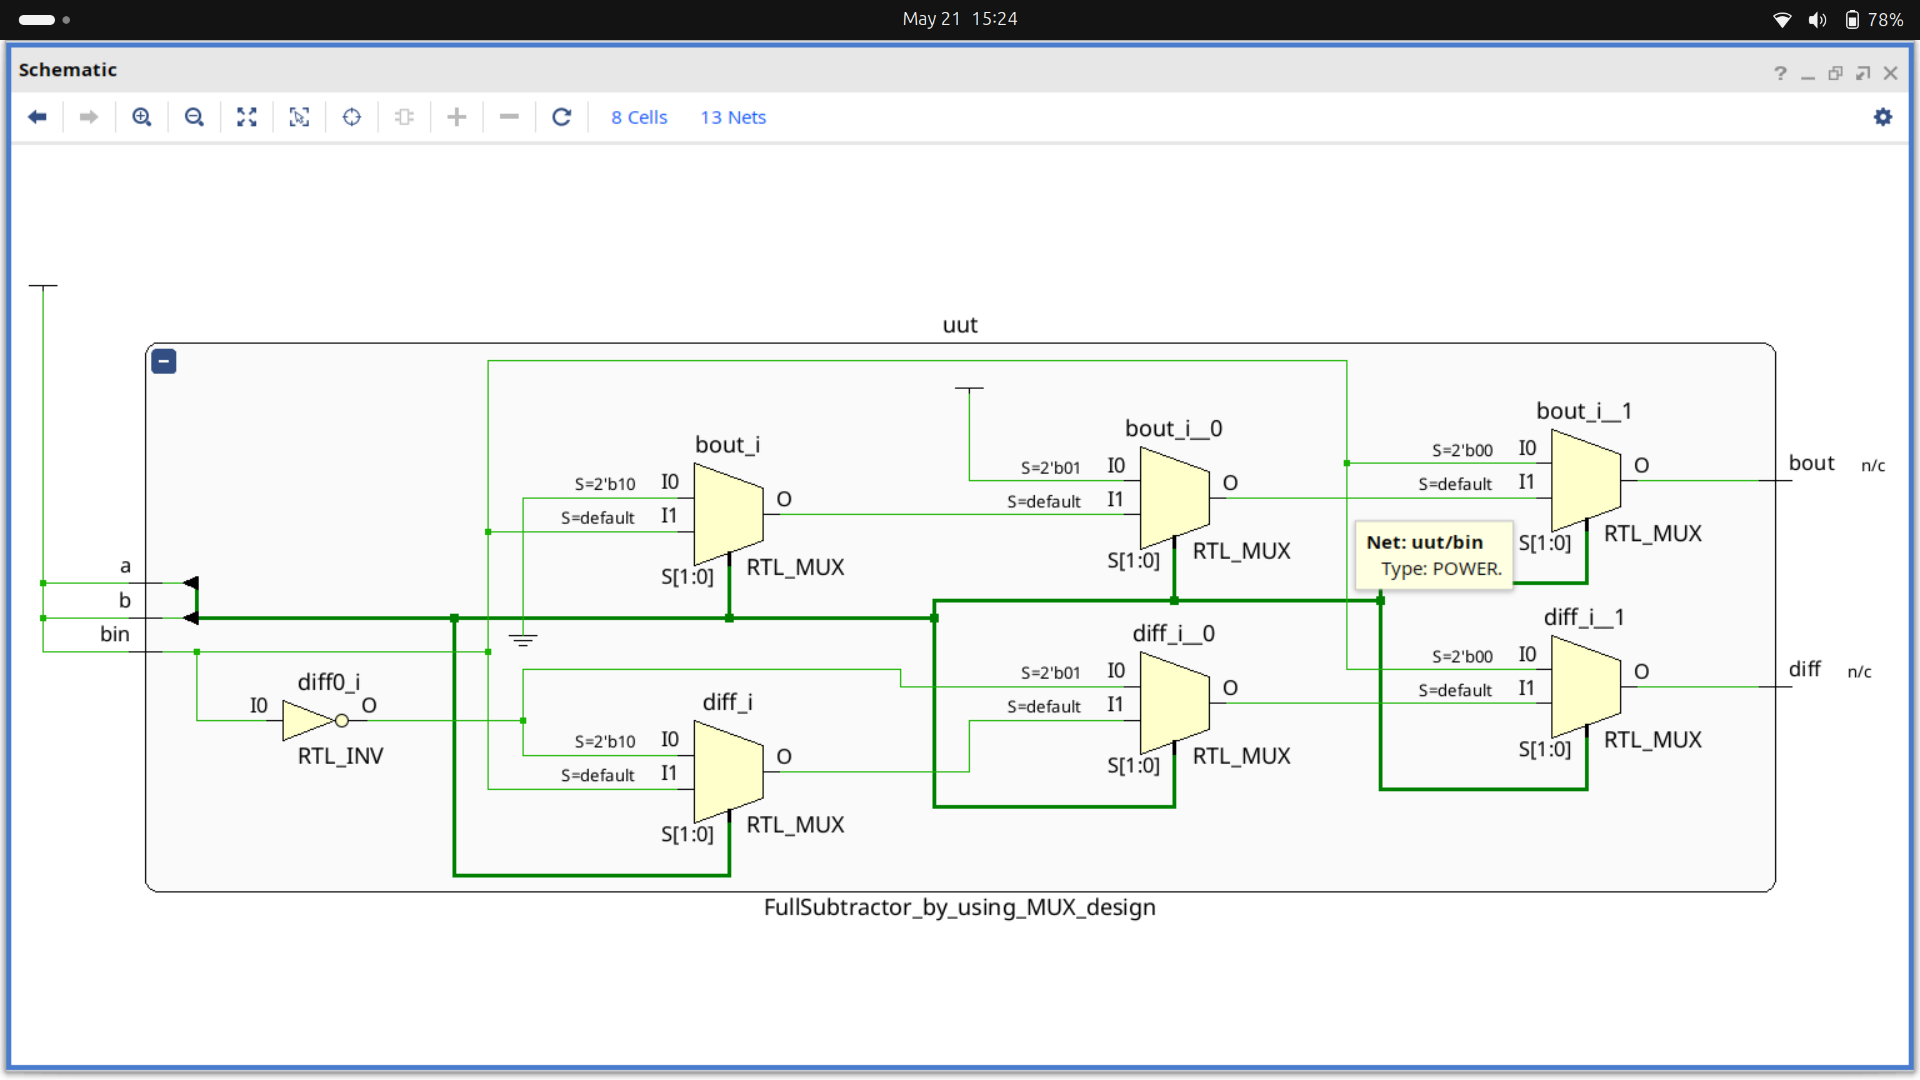 May 21 15:24
78%
Schematic
8 Cells
13 Nets
uut
bout_i
S=2'b10 I0
S=default I1
O
S[1:0]
RTL_MUX
bout_i__0
S=2'b01 I0
S=default I1
O
S[1:0]
RTL_MUX
bout_i__1
S=2'b00 I0
S=default I1
O
S[1:0]
RTL_MUX
bout n/c
Net: uut/bin
Type: POWER.
a
b
bin
diff0_i
I0
O
RTL_INV
diff_i
S=2'b10 I0
S=default I1
O
S[1:0]
RTL_MUX
diff_i__0
S=2'b01 I0
S=default I1
O
S[1:0]
RTL_MUX
diff_i__1
S=2'b00 I0
S=default I1
O
S[1:0]
RTL_MUX
diff n/c
FullSubtractor_by_using_MUX_design